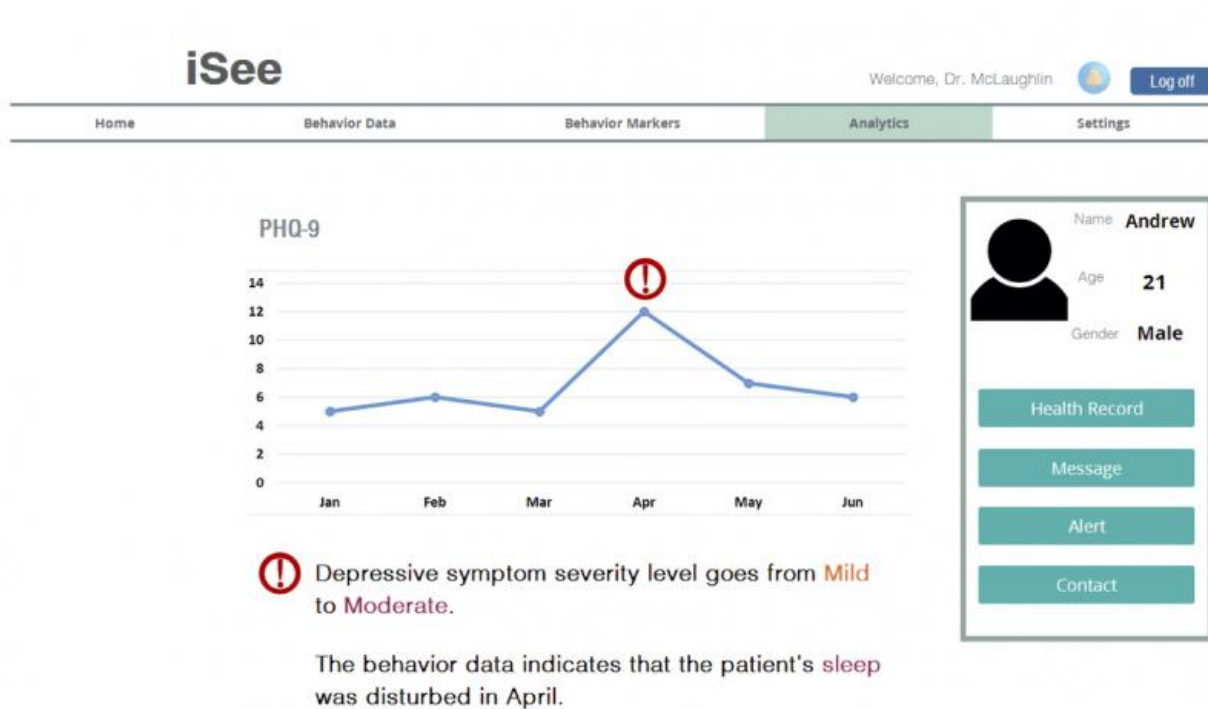 iSee
Welcome, Dr. McLaughlin
Log off
Home
Behavior Data
Behavior Markers
Analytics
Settings
PHQ-9
14
12
10
8
6
4
2
0
Jan
Feb
Mar
Apr
May
Jun
Depressive symptom severity level goes from Mild
to Moderate.
The behavior data indicates that the patient's sleep
was disturbed in April.
Name Andrew
Age 21
Gender Male
Health Record
Message
Alert
Contact